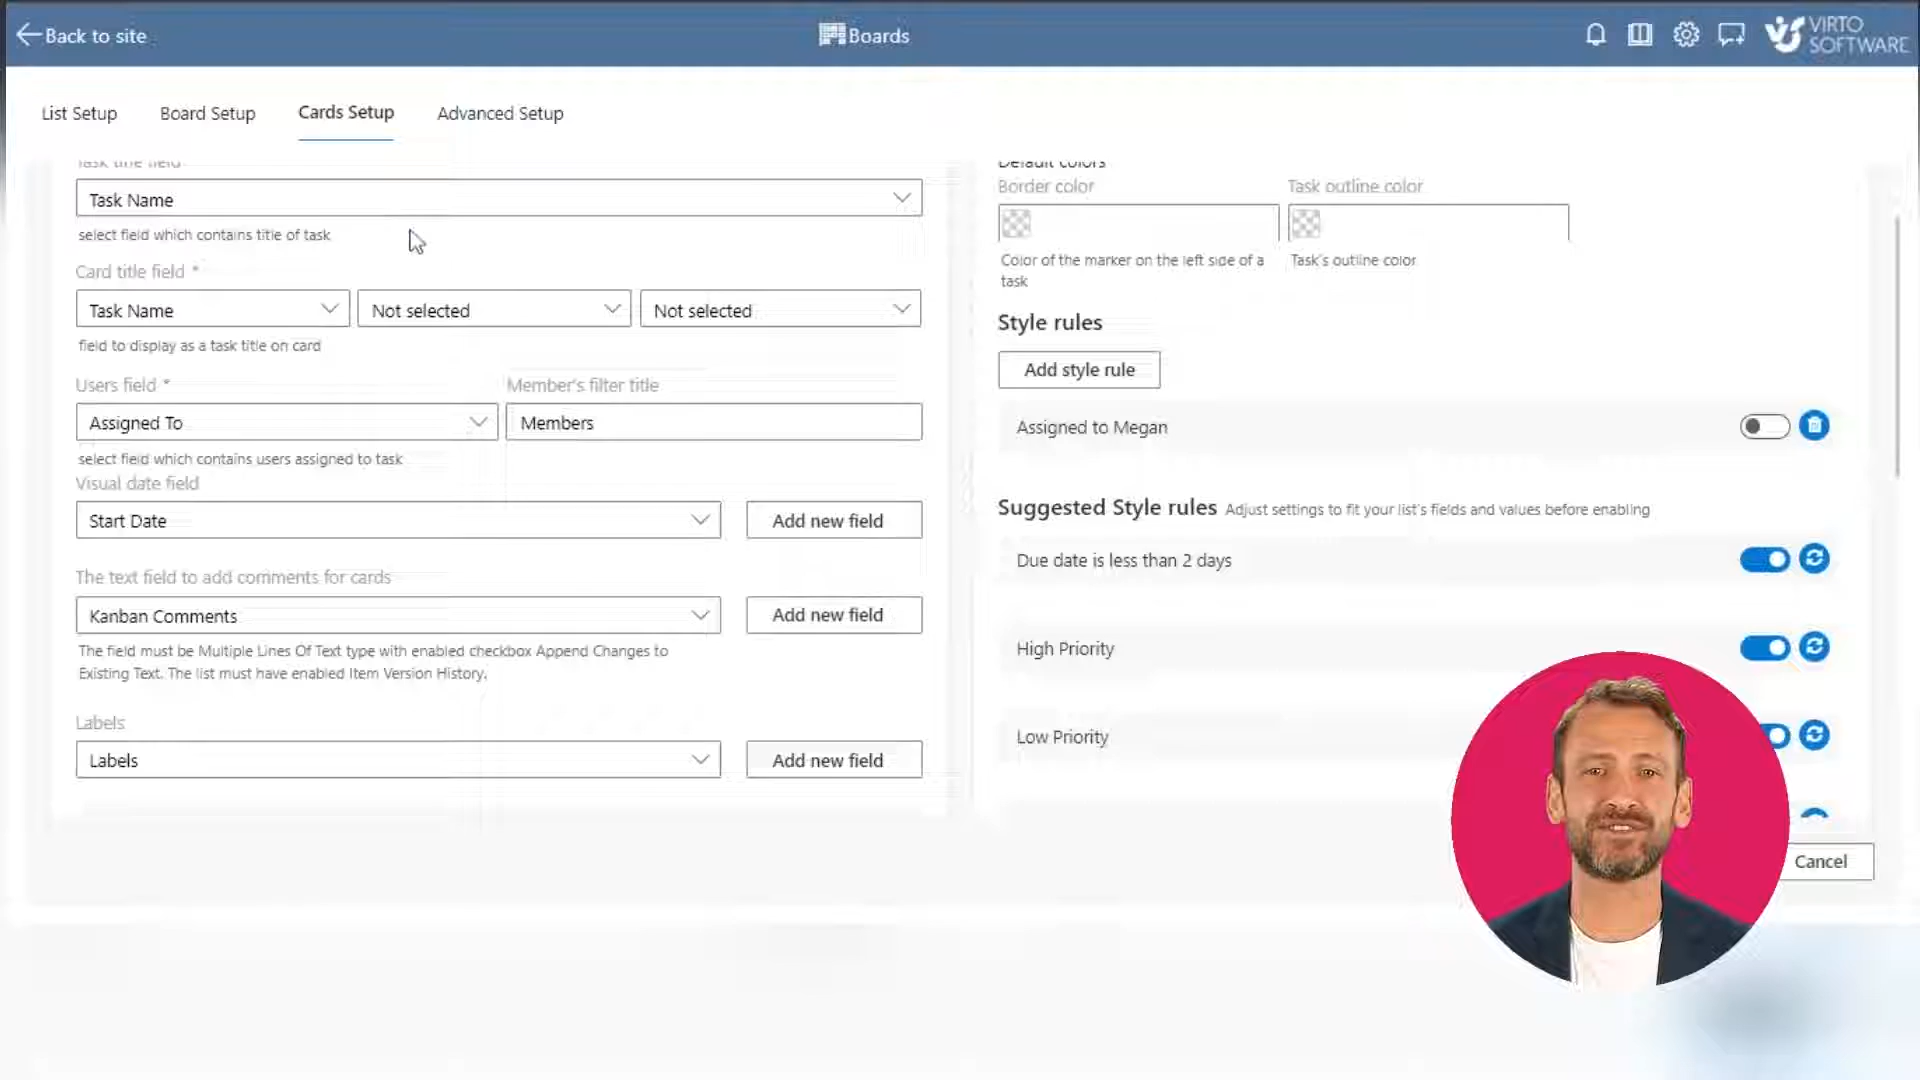 Back to site
Boards
VIRTO
SOFTWARE
List Setup
Board Setup
Cards Setup
Advanced Setup
Task title field
Task Name
select field which contains title of task
Card title field *
Task Name
Not selected
Not selected
field to display as a task title on card
Users field *
Member's filter title
Assigned To
Members
select field which contains users assigned to task
Visual date field
Start Date
Add new field
The text field to add comments for cards
Kanban Comments
Add new field
The field must be Multiple Lines Of Text type with enabled checkbox Append Changes to
Existing Text. The list must have enabled Item Version History.
Labels
Labels
Add new field
Default colors
Border color
Task outline color
Color of the marker on the left side of a
task
Task's outline color
Style rules
Add style rule
Assigned to Megan
Suggested Style rules Adjust settings to fit your list's fields and values before enabling
Due date is less than 2 days
High Priority
Low Priority
Cancel